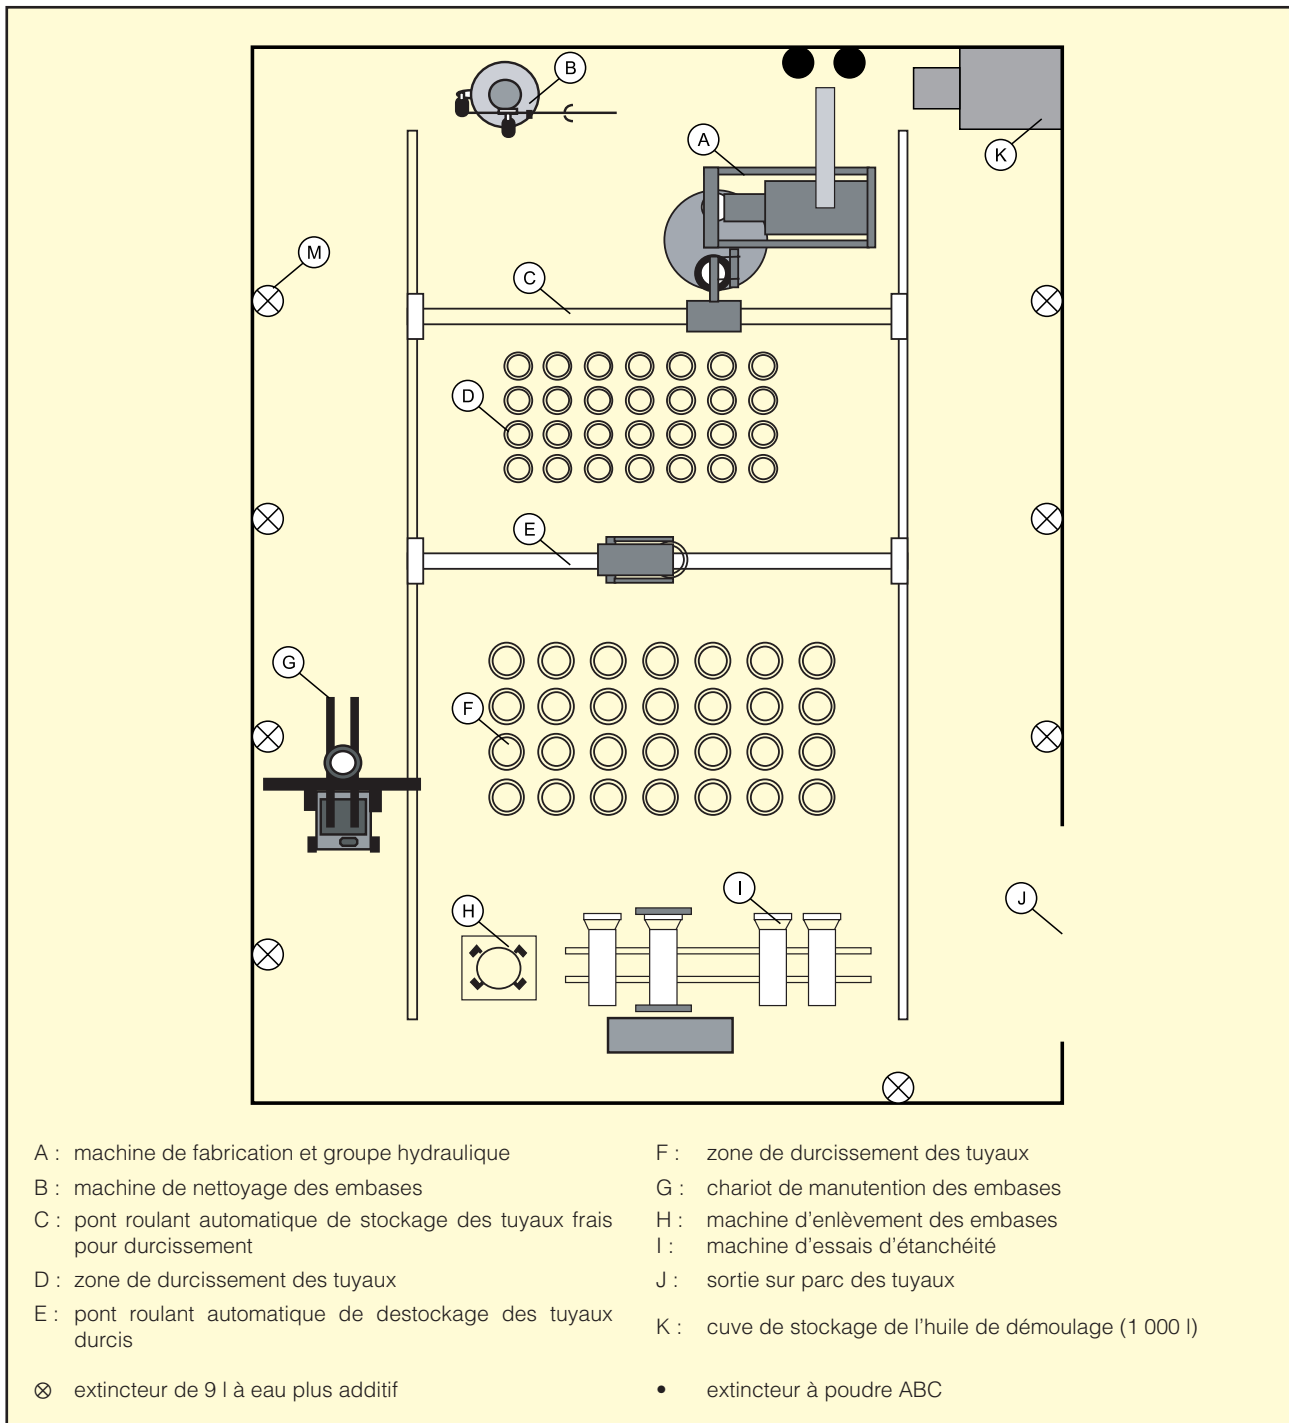 B
A
K
M
C
D
E
G
F
I
H
J
A : machine de fabrication et groupe hydraulique
B : machine de nettoyage des embases
C : pont roulant automatique de stockage des tuyaux frais
pour durcissement
D : zone de durcissement des tuyaux
E : pont roulant automatique de destockage des tuyaux
durcis
⊗ extincteur de 9 l à eau plus additif
F : zone de durcissement des tuyaux
G : chariot de manutention des embases
H : machine d'enlèvement des embases
I : machine d'essais d'étanchéité
J : sortie sur parc des tuyaux
K : cuve de stockage de l'huile de démoulage (1 000 l)
• extincteur à poudre ABC